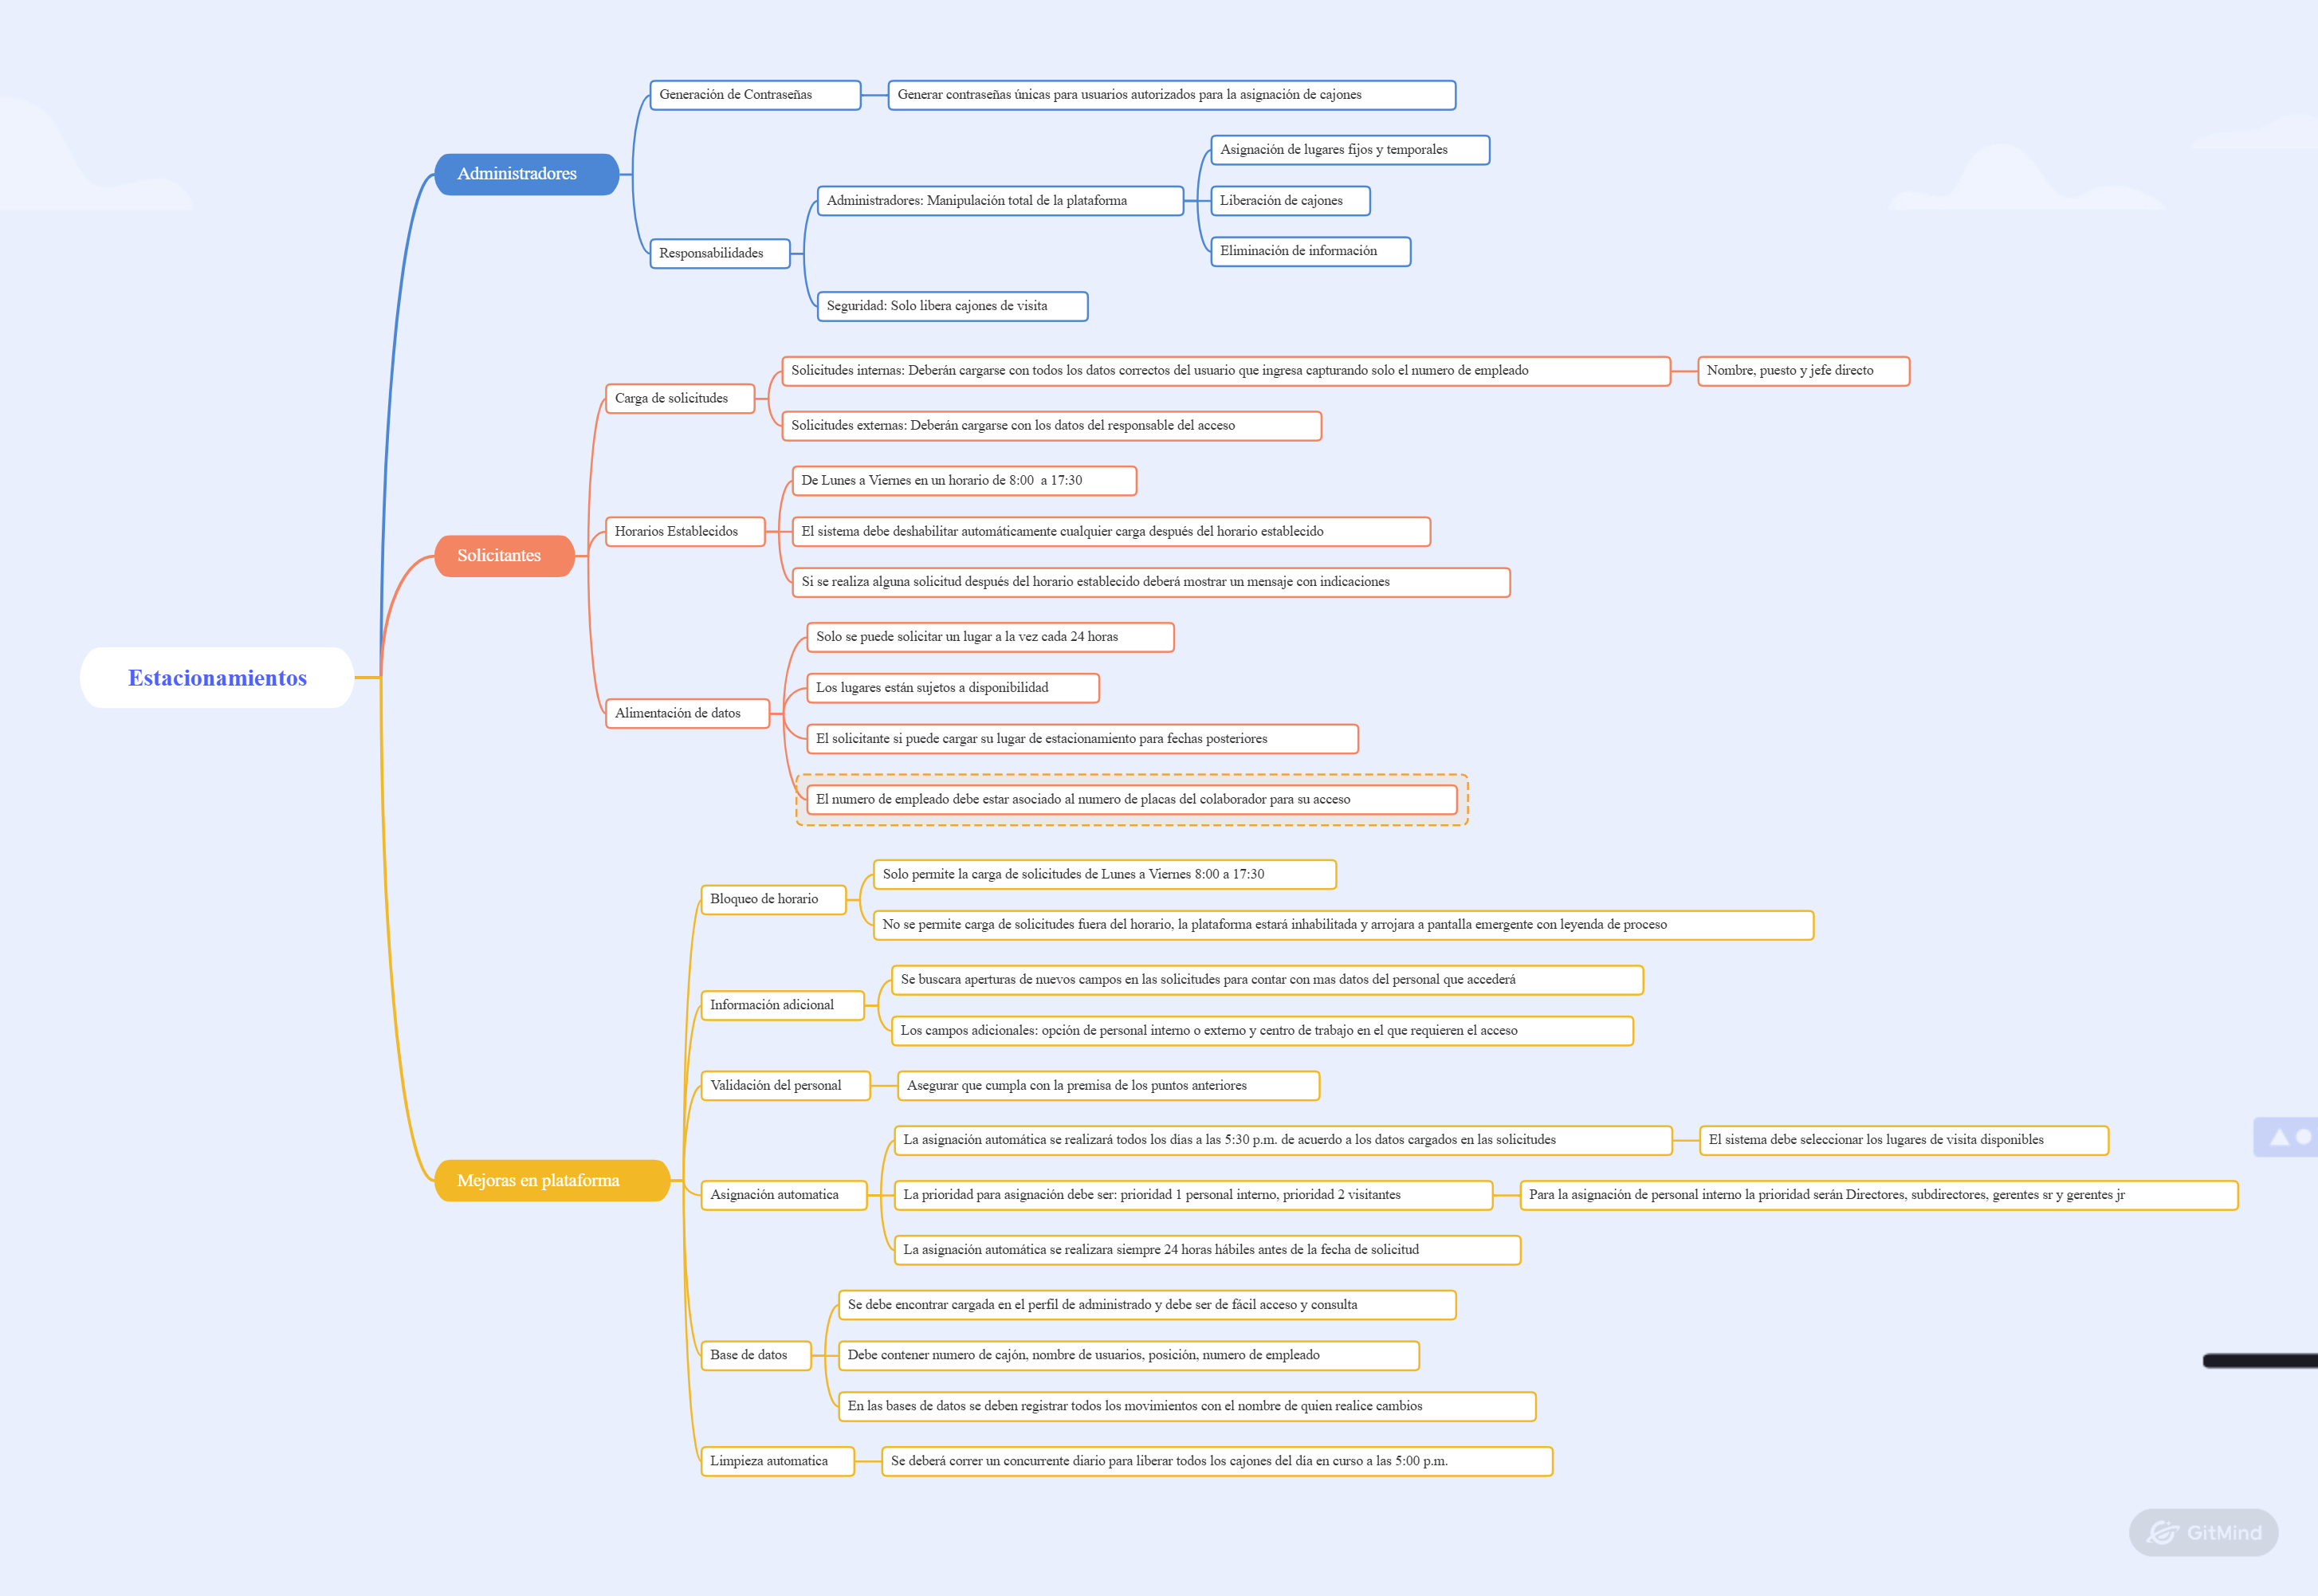 Estacionamientos
Administradores
Generación de Contraseñas
Generar contraseñas únicas para usuarios autorizados para la asignación de cajones
Responsabilidades
Administradores: Manipulación total de la plataforma
Asignación de lugares fijos y temporales
Liberación de cajones
Eliminación de información
Seguridad: Solo libera cajones de visita
Solicitantes
Carga de solicitudes
Solicitudes internas: Deberán cargarse con todos los datos correctos del usuario que ingresa capturando solo el numero de empleado
Nombre, puesto y jefe directo
Solicitudes externas: Deberán cargarse con los datos del responsable del acceso
Horarios Establecidos
De Lunes a Viernes en un horario de 8:00  a 17:30
El sistema debe deshabilitar automáticamente cualquier carga después del horario establecido
Si se realiza alguna solicitud después del horario establecido deberá mostrar un mensaje con indicaciones
Alimentación de datos
Solo se puede solicitar un lugar a la vez cada 24 horas
Los lugares están sujetos a disponibilidad
El solicitante si puede cargar su lugar de estacionamiento para fechas posteriores
El numero de empleado debe estar asociado al numero de placas del colaborador para su acceso
Mejoras en plataforma
Bloqueo de horario
Solo permite la carga de solicitudes de Lunes a Viernes 8:00 a 17:30
No se permite carga de solicitudes fuera del horario, la plataforma estará inhabilitada y arrojara a pantalla emergente con leyenda de proceso
Información adicional
Se buscara aperturas de nuevos campos en las solicitudes para contar con mas datos del personal que accederá
Los campos adicionales: opción de personal interno o externo y centro de trabajo en el que requieren el acceso
Validación del personal
Asegurar que cumpla con la premisa de los puntos anteriores
Asignación automatica
La asignación automática se realizará todos los días a las 5:30 p.m. de acuerdo a los datos cargados en las solicitudes
El sistema debe seleccionar los lugares de visita disponibles
La prioridad para asignación debe ser: prioridad 1 personal interno, prioridad 2 visitantes
Para la asignación de personal interno la prioridad serán Directores, subdirectores, gerentes sr y gerentes jr
La asignación automática se realizara siempre 24 horas hábiles antes de la fecha de solicitud
Base de datos
Se debe encontrar cargada en el perfil de administrado y debe ser de fácil acceso y consulta
Debe contener numero de cajón, nombre de usuarios, posición, numero de empleado
En las bases de datos se deben registrar todos los movimientos con el nombre de quien realice cambios
Limpieza automatica
Se deberá correr un concurrente diario para liberar todos los cajones del día en curso a las 5:00 p.m.
GitMind